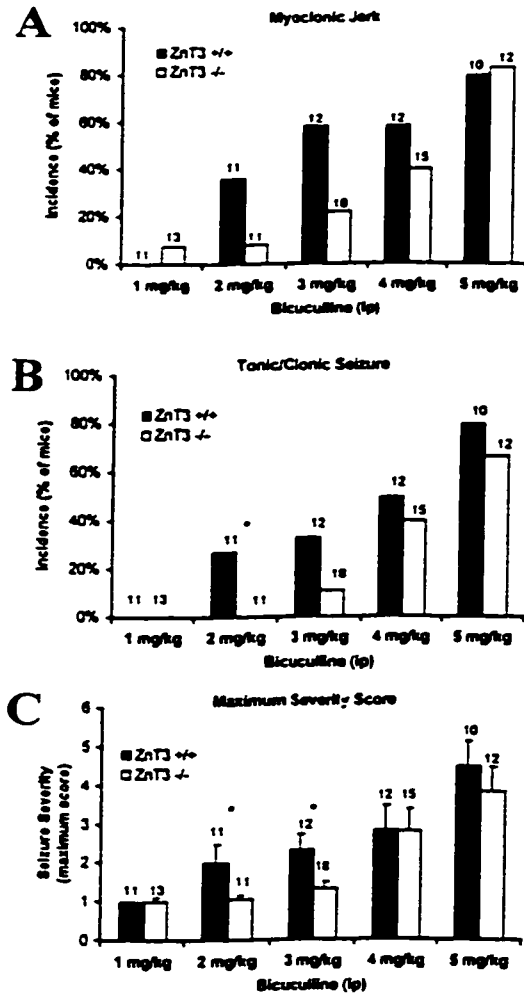 A
Myoclonic Jerk
100%
80%
60%
40%
20%
0%
Incidence (% of mice)
ZnT3 +/+
ZnT3 -/-
11 13 11 11 12 18 12 15 10 12
1 mg/kg 2 mg/kg 3 mg/kg 4 mg/kg 5 mg/kg
Bicuculline (ip)
B
Tonic/Clonic Seizure
100%
80%
60%
40%
20%
0%
Incidence (% of mice)
ZnT3 +/+
ZnT3 -/-
11 13 11 11 12 18 12 15 10 12
1 mg/kg 2 mg/kg 3 mg/kg 4 mg/kg 5 mg/kg
Bicuculline (ip)
C
Maximum Severity Score
6
5
4
3
2
1
0
Seizure Severity
(maximum score)
ZnT3 +/+
ZnT3 -/-
11 13 11 11 12 18 12 15 10 12
1 mg/kg 2 mg/kg 3 mg/kg 4 mg/kg 5 mg/kg
Bicuculline (ip)